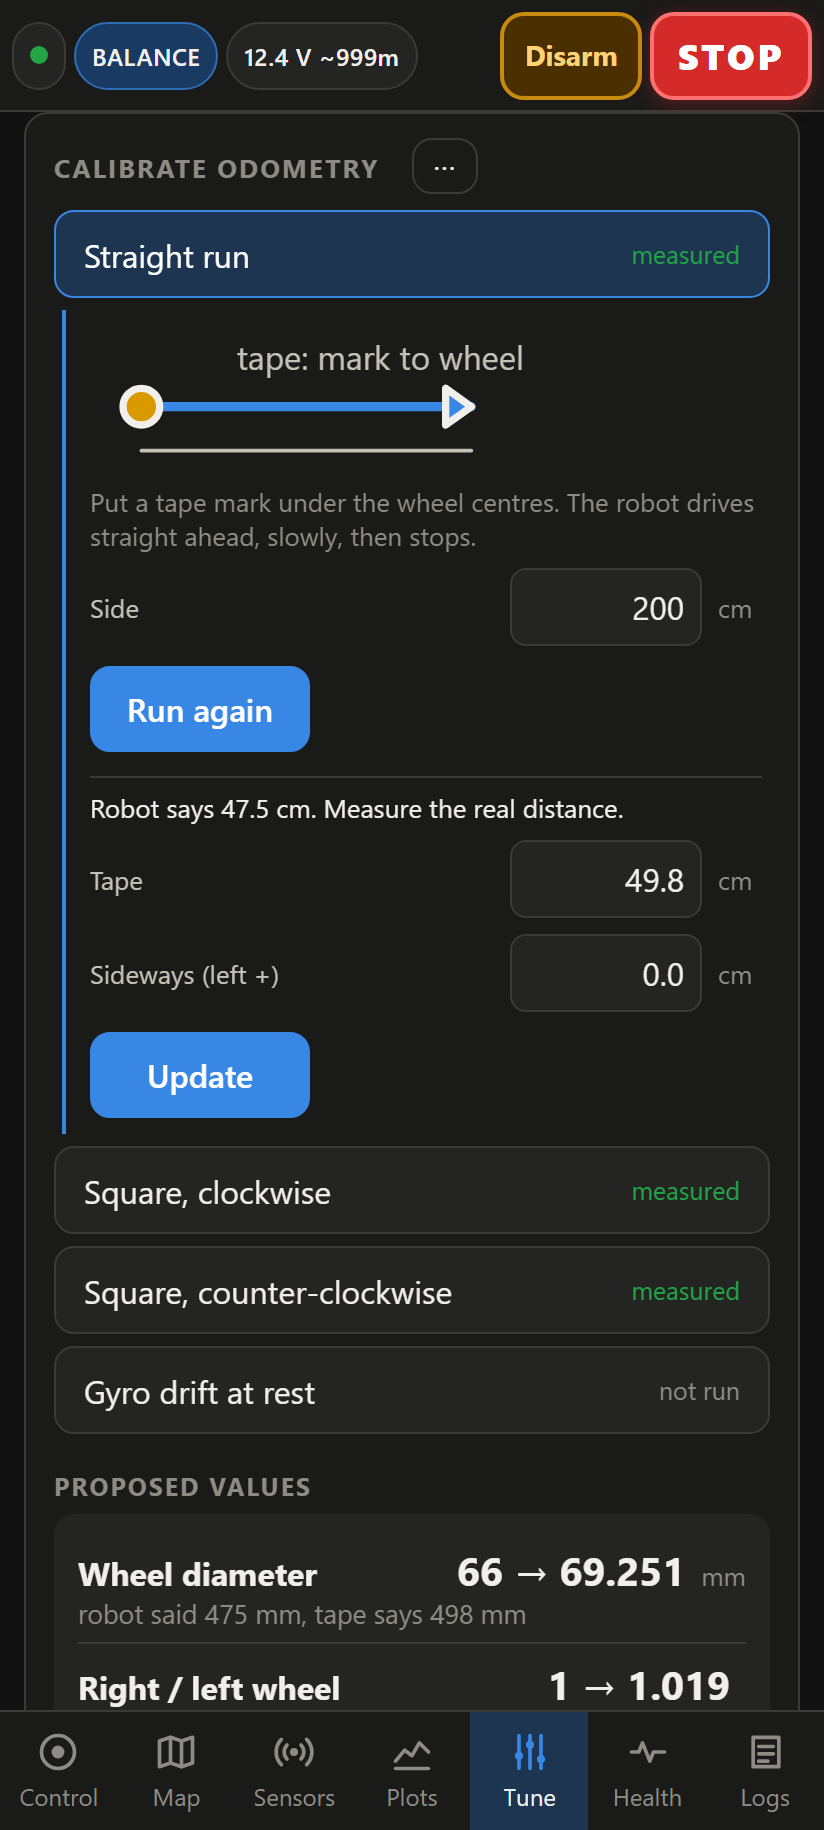 BALANCE
12.4 V ~999m
Disarm
STOP
CALIBRATE ODOMETRY
...
Straight run
measured
tape: mark to wheel
Put a tape mark under the wheel centres. The robot drives
straight ahead, slowly, then stops.
Side
200
cm
Run again
Robot says 47.5 cm. Measure the real distance.
Tape
49.8
cm
Sideways (left +)
0.0
cm
Update
Square, clockwise
measured
Square, counter-clockwise
measured
Gyro drift at rest
not run
PROPOSED VALUES
Wheel diameter
66 → 69.251 mm
robot said 475 mm, tape says 498 mm
Right / left wheel
1 → 1.019
Control
Map
Sensors
Plots
Tune
Health
Logs